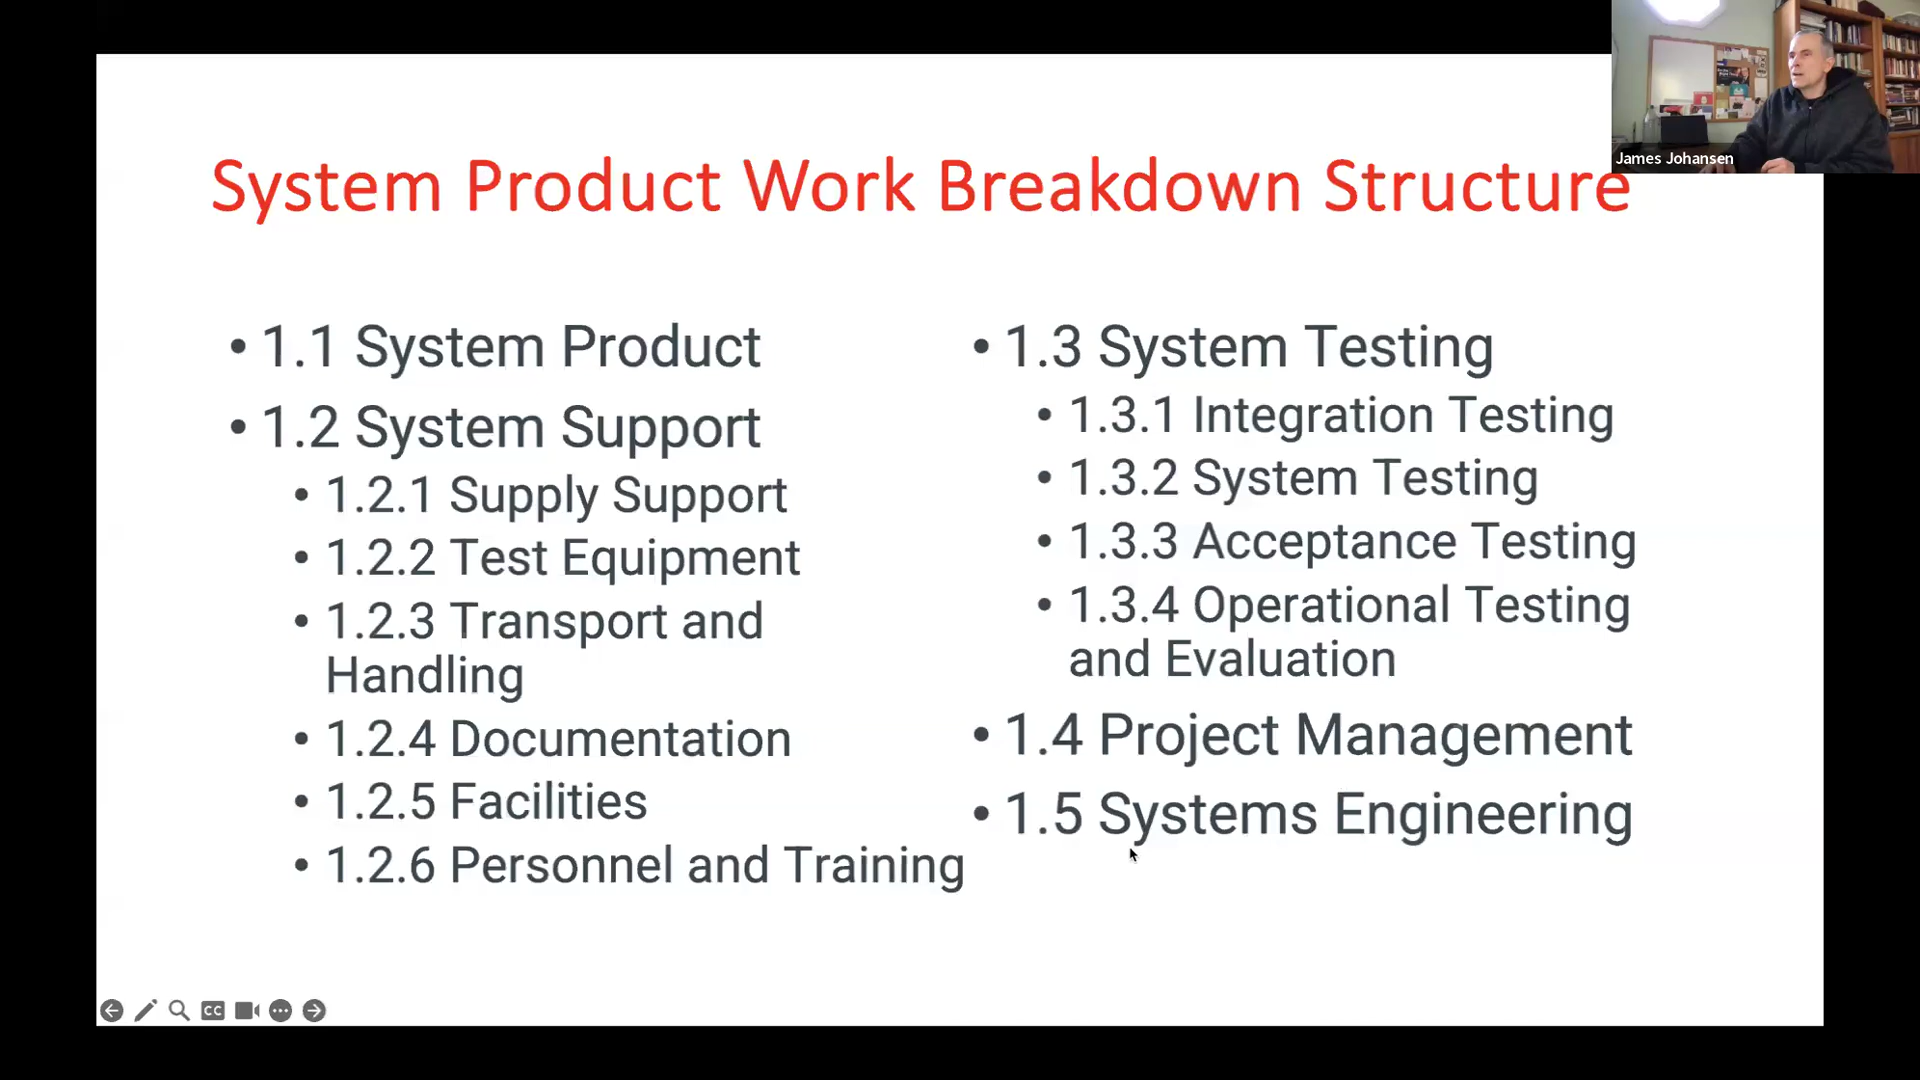 James Johansen
System Product Work Breakdown Structure
• 1.1 System Product
• 1.2 System Support
• 1.2.1 Supply Support
• 1.2.2 Test Equipment
• 1.2.3 Transport and
Handling
• 1.2.4 Documentation
• 1.2.5 Facilities
• 1.2.6 Personnel and Training
• 1.3 System Testing
• 1.3.1 Integration Testing
• 1.3.2 System Testing
• 1.3.3 Acceptance Testing
• 1.3.4 Operational Testing
and Evaluation
• 1.4 Project Management
• 1.5 Systems Engineering
CC